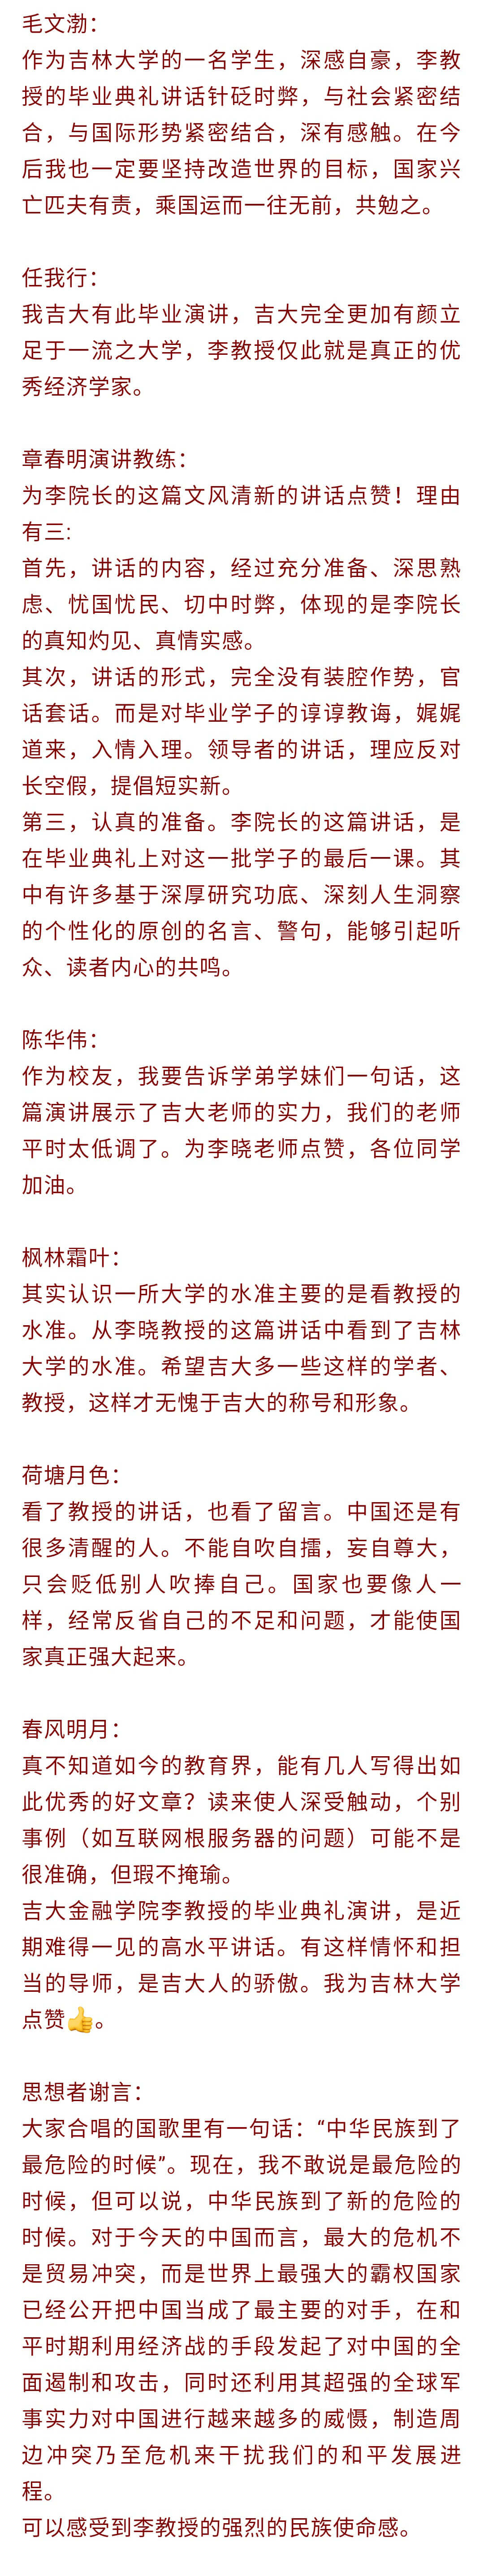 毛文渤：
作为吉林大学的一名学生，深感自豪，李教
授的毕业典礼讲话针砭时弊，与社会紧密结
合，与国际形势紧密结合，深有感触。在今
后我也一定要坚持改造世界的目标，国家兴
亡匹夫有责，乘国运而一往无前，共勉之。
任我行：
我吉大有此毕业演讲，吉大完全更加有颜立
足于一流之大学，李教授仅此就是真正的优
秀经济学家。
章春明演讲教练：
为李院长的这篇文风清新的讲话点赞！理由
有三:
首先，讲话的内容，经过充分准备、深思熟
虑、忧国忧民、切中时弊，体现的是李院长
的真知灼见、真情实感。
其次，讲话的形式，完全没有装腔作势，官
话套话。而是对毕业学子的谆谆教诲，娓娓
道来，入情入理。领导者的讲话，理应反对
长空假，提倡短实新。
第三，认真的准备。李院长的这篇讲话，是
在毕业典礼上对这一批学子的最后一课。其
中有许多基于深厚研究功底、深刻人生洞察
的个性化的原创的名言、警句，能够引起听
众、读者内心的共鸣。
陈华伟：
作为校友，我要告诉学弟学妹们一句话，这
篇演讲展示了吉大老师的实力，我们的老师
平时太低调了。为李晓老师点赞，各位同学
加油。
枫林霜叶：
其实认识一所大学的水准主要的是看教授的
水准。从李晓教授的这篇讲话中看到了吉林
大学的水准。希望吉大多一些这样的学者、
教授，这样才无愧于吉大的称号和形象。
荷塘月色：
看了教授的讲话，也看了留言。中国还是有
很多清醒的人。不能自吹自擂，妄自尊大，
只会贬低别人吹捧自己。国家也要像人一
样，经常反省自己的不足和问题，才能使国
家真正强大起来。
春风明月：
真不知道如今的教育界，能有几人写得出如
此优秀的好文章？读来使人深受触动，个别
事例（如互联网根服务器的问题）可能不是
很准确，但瑕不掩瑜。
吉大金融学院李教授的毕业典礼演讲，是近
期难得一见的高水平讲话。有这样情怀和担
当的导师，是吉大人的骄傲。我为吉林大学
点赞👍。
思想者谢言：
大家合唱的国歌里有一句话：“中华民族到了
最危险的时候”。现在，我不敢说是最危险的
时候，但可以说，中华民族到了新的危险的
时候。对于今天的中国而言，最大的危机不
是贸易冲突，而是世界上最强大的霸权国家
已经公开把中国当成了最主要的对手，在和
平时期利用经济战的手段发起了对中国的全
面遏制和攻击，同时还利用其超强的全球军
事实力对中国进行越来越多的威慑，制造周
边冲突乃至危机来干扰我们的和平发展进
程。
可以感受到李教授的强烈的民族使命感。